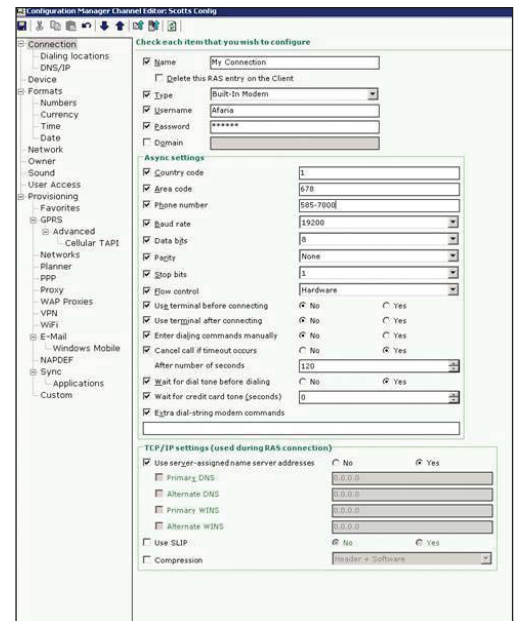 Configuration Manager Channel Editor: Scotts Config
Connection
Dialing locations
DNS/IP
Device
Formats
Numbers
Currency
Time
Date
Network
Owner
Sound
User Access
Provisioning
Favorites
GPRS
Advanced
Cellular TAPI
Networks
Planner
PPP
Proxy
WAP Proxies
VPN
WiFi
E-Mail
Windows Mobile
NAPDEF
Sync
Applications
Custom
Check each item that you wish to configure
Name My Connection
Delete this RAS entry on the Client
Type Built-In Modem
Username Afaria
Password ******
Domain
Async settings
Country code 1
Area code 678
Phone number 585-7000
Baud rate 19200
Data bits 8
Parity None
Stop bits 1
Flow control Hardware
Use terminal before connecting No Yes
Use terminal after connecting No Yes
Enter dialing commands manually No Yes
Cancel call if timeout occurs No Yes
After number of seconds 120
Wait for dial tone before dialing No Yes
Wait for credit card tone (seconds) 0
Extra dial-string modem commands
TCP/IP settings (used during RAS connection)
Use server-assigned name server addresses No Yes
Primary DNS 0.0.0.0
Alternate DNS 0.0.0.0
Primary WINS 0.0.0.0
Alternate WINS 0.0.0.0
Use SLIP No Yes
Compression Header + Software